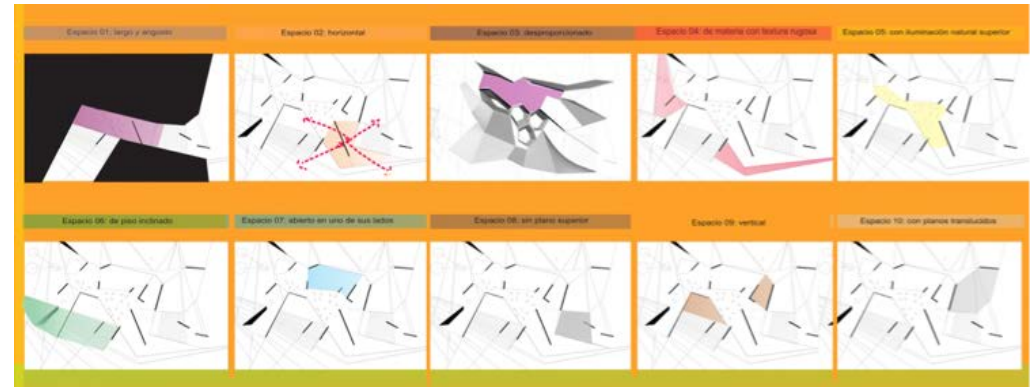 Espacio 01: largo y angosto
Espacio 02: horizontal
Espacio 03: desproporcionado
Espacio 04: de materia con textura rugosa
Espacio 05: con iluminación natural superior
Espacio 06: de piso inclinado
Espacio 07: abierto en uno de sus lados
Espacio 08: sin plano superior
Espacio 09: vertical
Espacio 10: con planos translucidos